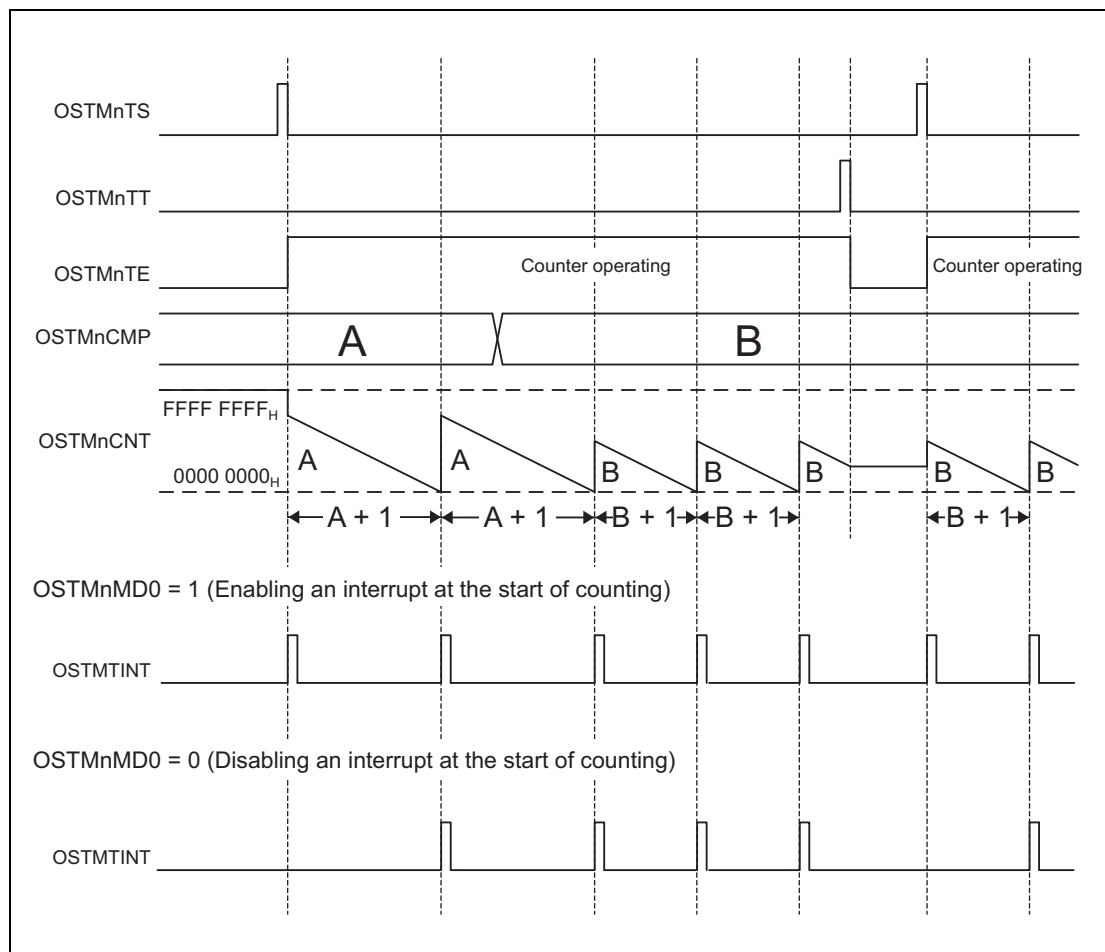 OSTMnTS
OSTMnTT
OSTMnTE
Counter operating
Counter operating
OSTMnCMP
A
B
FFFF FFFFH
OSTMnCNT
0000 0000H
A
A
B
B
B
B
B
A + 1
A + 1
B + 1
B + 1
B + 1
OSTMnMD0 = 1 (Enabling an interrupt at the start of counting)
OSTMTINT
OSTMnMD0 = 0 (Disabling an interrupt at the start of counting)
OSTMTINT